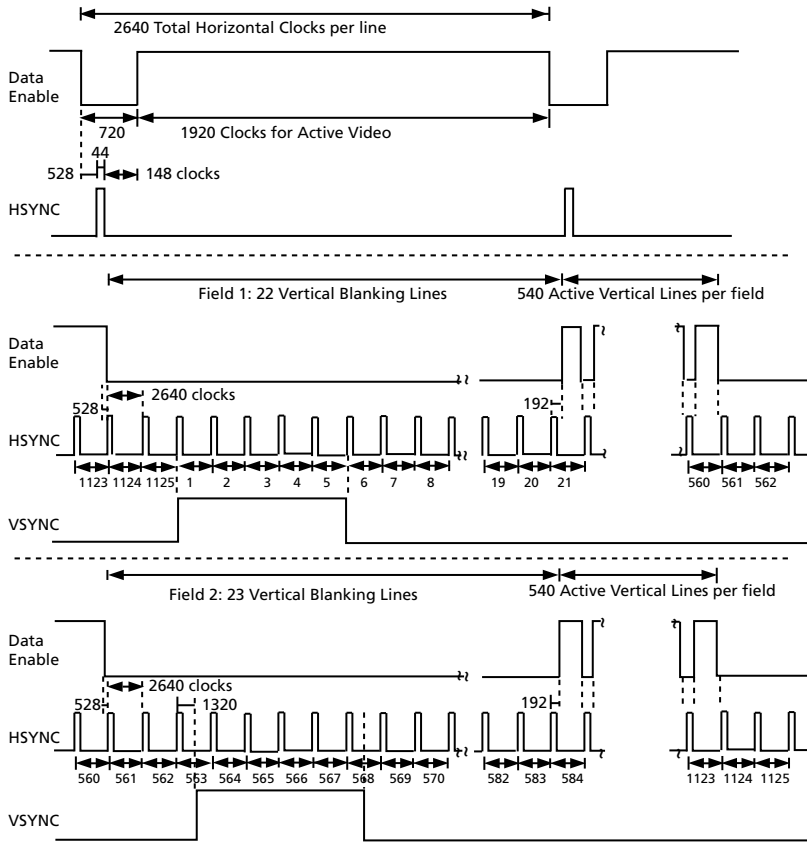 2640 Total Horizontal Clocks per line
Data
Enable
720
1920 Clocks for Active Video
44
528
148 clocks
HSYNC
Field 1: 22 Vertical Blanking Lines
540 Active Vertical Lines per field
Data
Enable
2640 clocks
528
192
HSYNC
1123 1124 1125 1 2 3 4 5 6 7 8 19 20 21 560 561 562
VSYNC
Field 2: 23 Vertical Blanking Lines
540 Active Vertical Lines per field
Data
Enable
2640 clocks
528
1320
192
HSYNC
560 561 562 563 564 565 566 567 568 569 570 582 583 584 1123 1124 1125
VSYNC